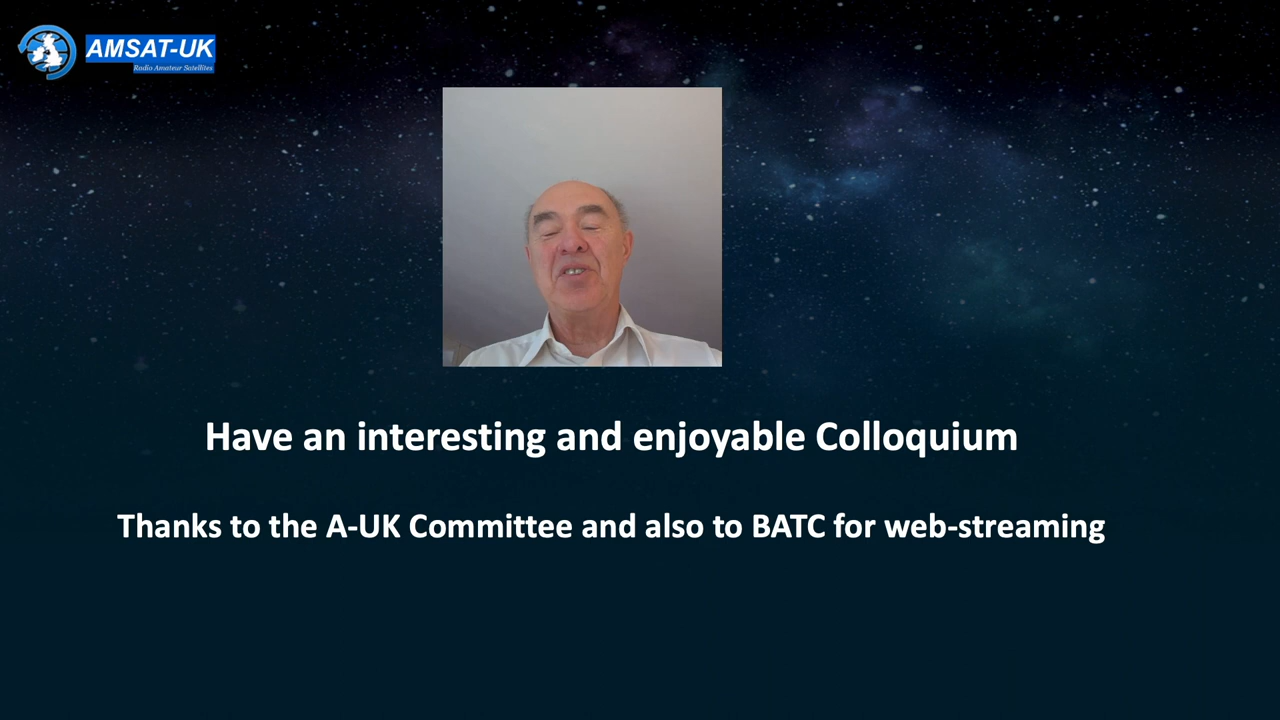 AMSAT-UK
Radio Amateur Satellites
Have an interesting and enjoyable Colloquium
Thanks to the A-UK Committee and also to BATC for web-streaming